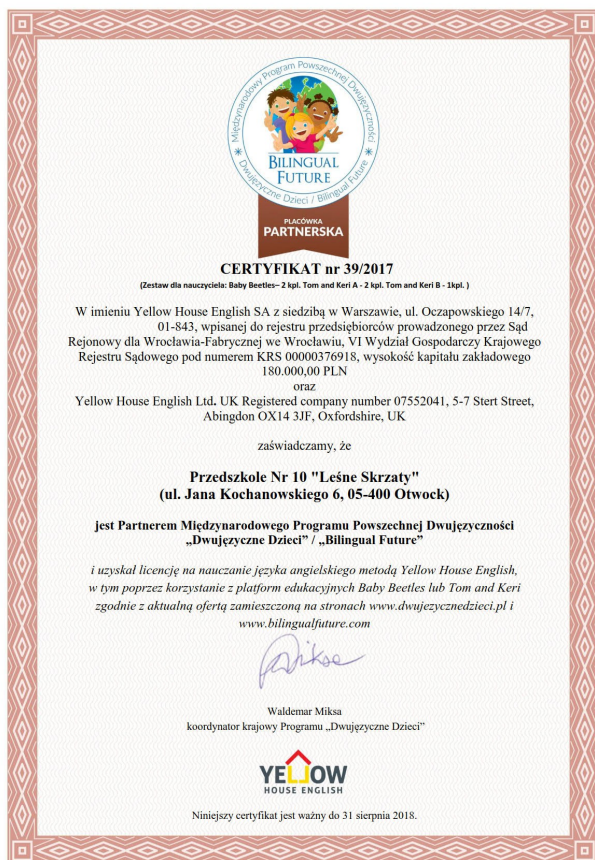 Międzynarodowy Program Powszechnej Dwujęzyczności
BILINGUAL
FUTURE
Dwujęzyczne Dzieci / Bilingual Future
PLACÓWKA
PARTNERSKA
CERTYFIKAT nr 39/2017
(Zestaw dla nauczyciela: Baby Beetles– 2 kpl. Tom and Keri A - 2 kpl. Tom and Keri B - 1kpl. )
W imieniu Yellow House English SA z siedzibą w Warszawie, ul. Oczapowskiego 14/7,
01-843, wpisanej do rejestru przedsiębiorców prowadzonego przez Sąd
Rejonowy dla Wrocławia-Fabrycznej we Wrocławiu, VI Wydział Gospodarczy Krajowego
Rejestru Sądowego pod numerem KRS 00000376918, wysokość kapitału zakładowego
180.000,00 PLN
oraz
Yellow House English Ltd. UK Registered company number 07552041, 5-7 Stert Street,
Abingdon OX14 3JF, Oxfordshire, UK
zaświadczamy, że
Przedszkole Nr 10 "Leśne Skrzaty"
(ul. Jana Kochanowskiego 6, 05-400 Otwock)
jest Partnerem Międzynarodowego Programu Powszechnej Dwujęzyczności
„Dwujęzyczne Dzieci” / „Bilingual Future”
i uzyskał licencję na nauczanie języka angielskiego metodą Yellow House English,
w tym poprzez korzystanie z platform edukacyjnych Baby Beetles lub Tom and Keri
zgodnie z aktualną ofertą zamieszczoną na stronach www.dwujezycznedzieci.pl i
www.bilingualfuture.com
Miksa
Waldemar Miksa
koordynator krajowy Programu „Dwujęzyczne Dzieci”
YELLOW
HOUSE ENGLISH
Niniejszy certyfikat jest ważny do 31 sierpnia 2018.